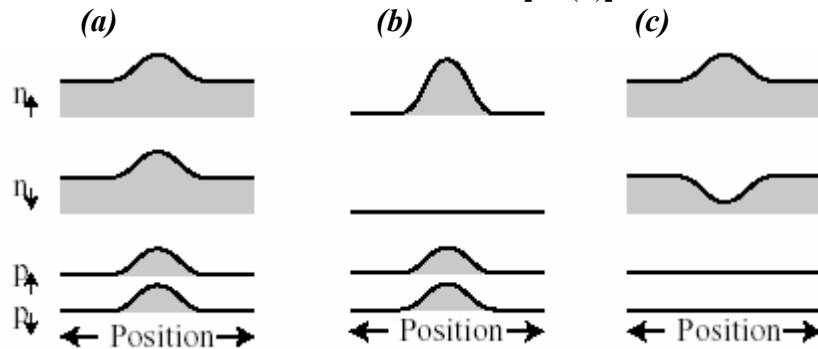 (a) (b) (c)
n↑
n↓
p↑
p↓
Position Position Position